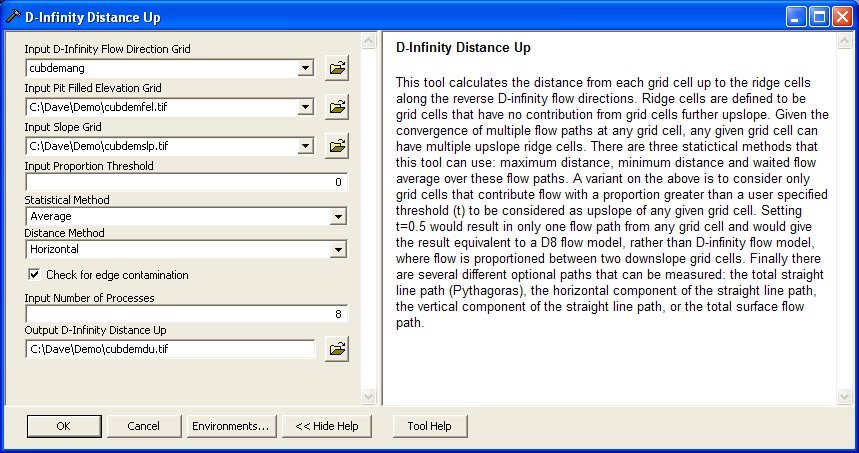 D-Infinity Distance Up
Input D-Infinity Flow Direction Grid
cubdemang
Input Pit Filled Elevation Grid
C:\Dave\Demo\cubdemfel.tif
Input Slope Grid
C:\Dave\Demo\cubdemslp.tif
Input Proportion Threshold
0
Statistical Method
Average
Distance Method
Horizontal
Check for edge contamination
Input Number of Processes
8
Output D-Infinity Distance Up
C:\Dave\Demo\cubdemdu.tif
D-Infinity Distance Up
This tool calculates the distance from each grid cell up to the ridge cells
along the reverse D-infinity flow directions. Ridge cells are defined to be
grid cells that have no contribution from grid cells further upslope. Given the
convergence of multiple flow paths at any grid cell, any given grid cell can
have multiple upslope ridge cells. There are three statictical methods that
this tool can use: maximum distance, minimum distance and waited flow
average over these flow paths. A variant on the above is to consider only
grid cells that contribute flow with a proportion greater than a user specified
threshold (t) to be considered as upslope of any given grid cell. Setting
t=0.5 would result in only one flow path from any grid cell and would give
the result equivalent to a D8 flow model, rather than D-infinity flow model,
where flow is proportioned between two downslope grid cells. Finally there
are several different optional paths that can be measured: the total straight
line path (Pythagoras), the horizontal component of the straight line path,
the vertical component of the straight line path, or the total surface flow
path.
OK
Cancel
Environments...
<< Hide Help
Tool Help